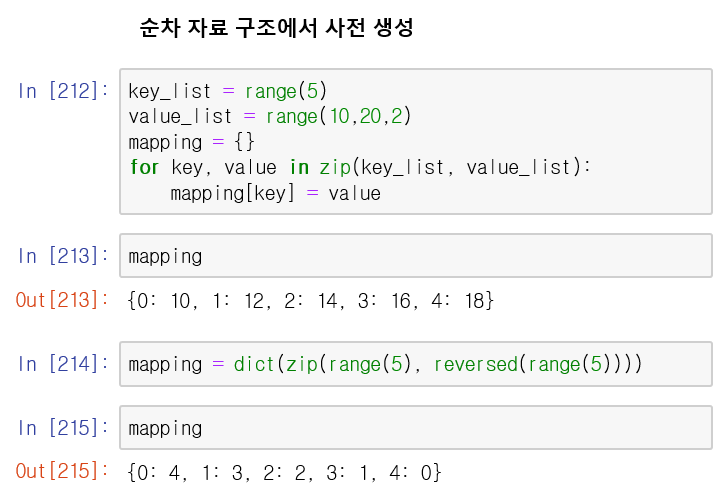 순차 자료 구조에서 사전 생성
In [212]: key_list = range(5)
value_list = range(10,20,2)
mapping = {}
for key, value in zip(key_list, value_list):
    mapping[key] = value
In [213]: mapping
Out[213]: {0: 10, 1: 12, 2: 14, 3: 16, 4: 18}
In [214]: mapping = dict(zip(range(5), reversed(range(5))))
In [215]: mapping
Out[215]: {0: 4, 1: 3, 2: 2, 3: 1, 4: 0}